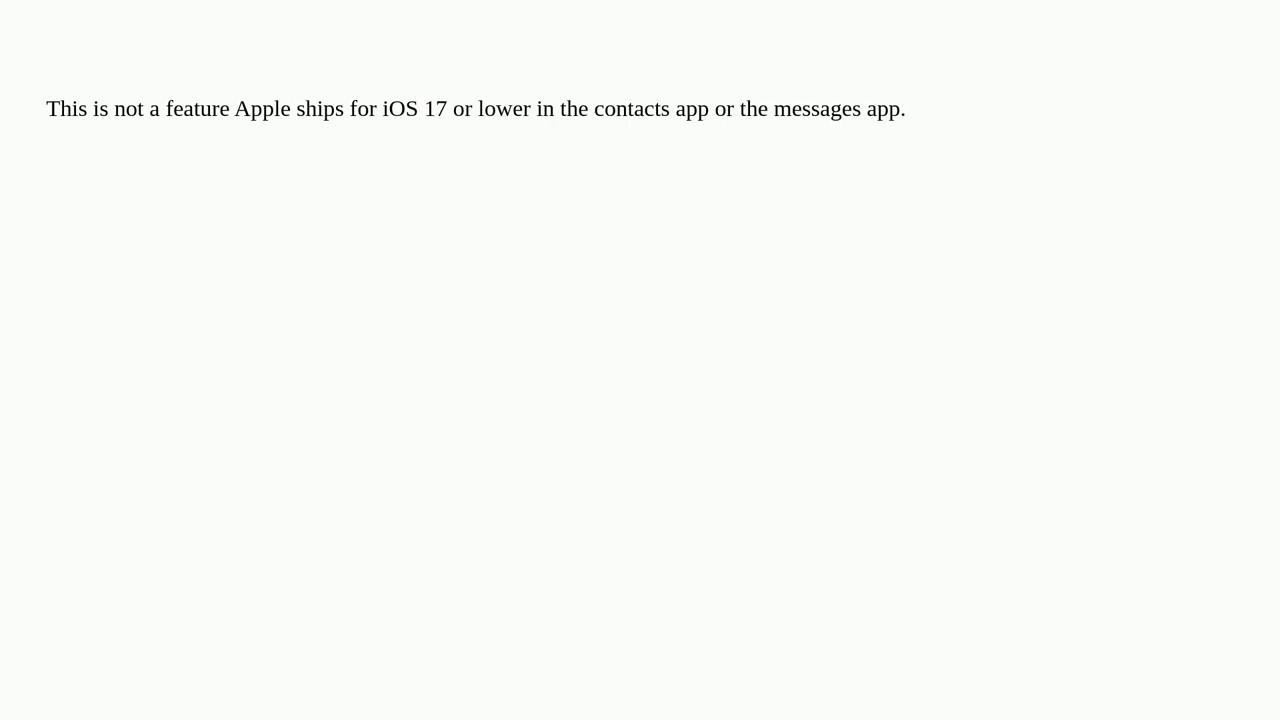 This is not a feature Apple ships for iOS 17 or lower in the contacts app or the messages app.